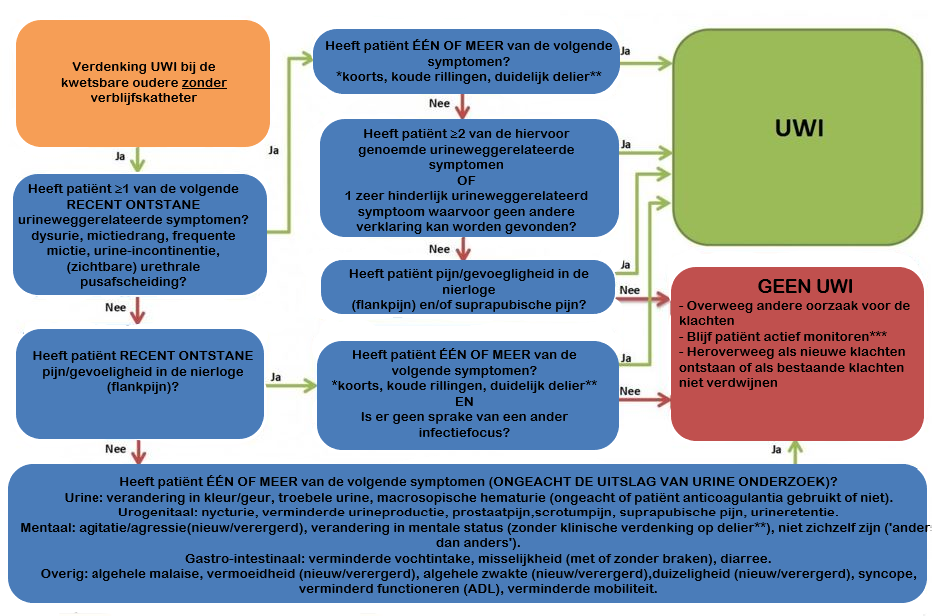 Verdenking UWI bij de
kwetsbare oudere zonder
verblijfskatheter
Ja
Heeft patiënt ≥1 van de volgende
RECENT ONTSTANE
urineweggerelateerde symptomen?
dysurie, mictiedrang, frequente
mictie, urine-incontinentie,
(zichtbare) urethrale
pusafscheiding?
Ja
Nee
Heeft patiënt RECENT ONTSTANE
pijn/gevoeligheid in de nierloge
(flankpijn)?
Ja
Nee
Heeft patiënt ÉÉN OF MEER van de volgende
symptomen?
*koorts, koude rillingen, duidelijk delier**
Ja
Nee
Heeft patiënt ≥2 van de hiervoor
genoemde urineweggerelateerde
symptomen
OF
1 zeer hinderlijk urineweggerelateerd
symptoom waarvoor geen andere
verklaring kan worden gevonden?
Ja
Nee
Heeft patiënt pijn/gevoegligheid in de
nierloge
(flankpijn) en/of suprapubische pijn?
Ja
Nee
Heeft patiënt ÉÉN OF MEER van de
volgende symptomen?
*koorts, koude rillingen, duidelijk delier**
EN
Is er geen sprake van een ander
infectiefocus?
Ja
Nee
UWI
GEEN UWI
- Overweeg andere oorzaak voor de
klachten
- Blijf patiënt actief monitoren***
- Heroverweeg als nieuwe klachten
ontstaan of als bestaande klachten
niet verdwijnen
Ja
Heeft patiënt ÉÉN OF MEER van de volgende symptomen (ONGEACHT DE UITSLAG VAN URINE ONDERZOEK)?
Urine: verandering in kleur/geur, troebele urine, macrosopische hematurie (ongeacht of patiënt anticoagulantia gebruikt of niet).
Urogenitaal: nycturie, verminderde urineproductie, prostaatpijn,scrotumpijn, suprapubische pijn, urineretentie.
Mentaal: agitatie/agressie(nieuw/verergerd), verandering in mentale status (zonder klinische verdenking op delier**), niet zichzelf zijn ('anders
dan anders').
Gastro-intestinaal: verminderde vochtintake, misselijkheid (met of zonder braken), diarree.
Overig: algehele malaise, vermoeidheid (nieuw/verergerd), algehele zwakte (nieuw/verergerd),duizeligheid (nieuw/verergerd), syncope,
verminderd functioneren (ADL), verminderde mobiliteit.